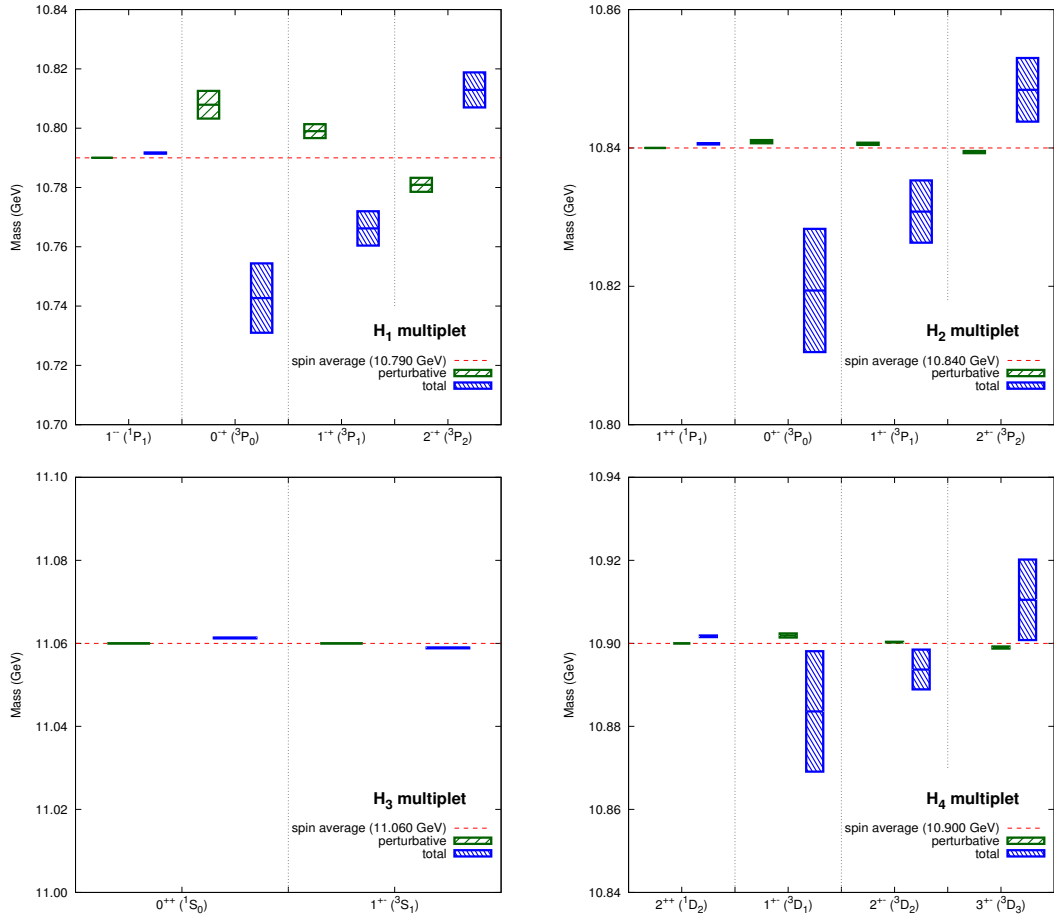 10.84
10.82
10.80
10.78
10.76
10.74
10.72
10.70
Mass (GeV)
H₁ multiplet
spin average (10.790 GeV)
perturbative
total
1⁻⁻ (¹P₁)
0⁻⁺ (³P₀)
1⁻⁺ (³P₁)
2⁻⁺ (³P₂)
10.86
10.84
10.82
10.80
Mass (GeV)
H₂ multiplet
spin average (10.840 GeV)
perturbative
total
1⁺⁺ (¹P₁)
0⁺⁻ (³P₀)
1⁺⁻ (³P₁)
2⁺⁻ (³P₂)
11.10
11.08
11.06
11.04
11.02
11.00
Mass (GeV)
H₃ multiplet
spin average (11.060 GeV)
perturbative
total
0⁺⁺ (¹S₀)
1⁺⁻ (³S₁)
10.94
10.92
10.90
10.88
10.86
10.84
Mass (GeV)
H₄ multiplet
spin average (10.900 GeV)
perturbative
total
2⁺⁺ (¹D₂)
1⁺⁻ (³D₁)
2⁺⁻ (³D₂)
3⁺⁻ (³D₃)